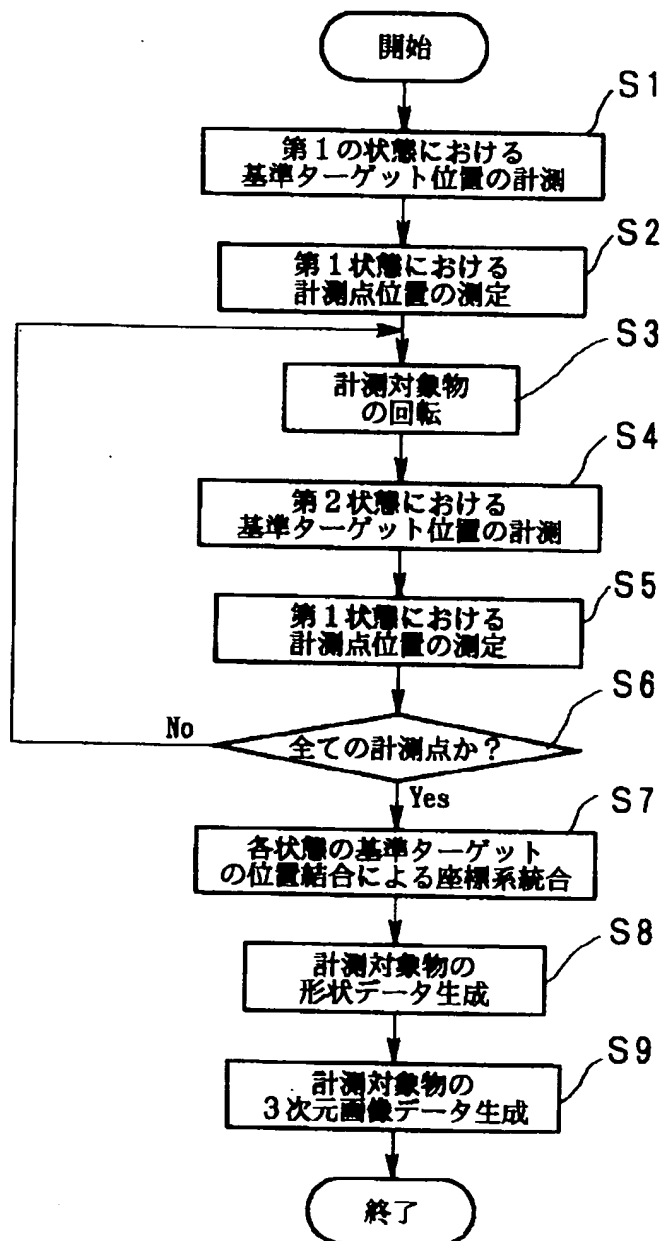 開始
S1
第1の状態における
基準ターゲット位置の計測
S2
第1状態における
計測点位置の測定
S3
計測対象物
の回転
S4
第2状態における
基準ターゲット位置の計測
S5
第1状態における
計測点位置の測定
S6
全ての計測点か？
No
Yes
S7
各状態の基準ターゲット
の位置結合による座標系統合
S8
計測対象物の
形状データ生成
S9
計測対象物の
3次元画像データ生成
終了